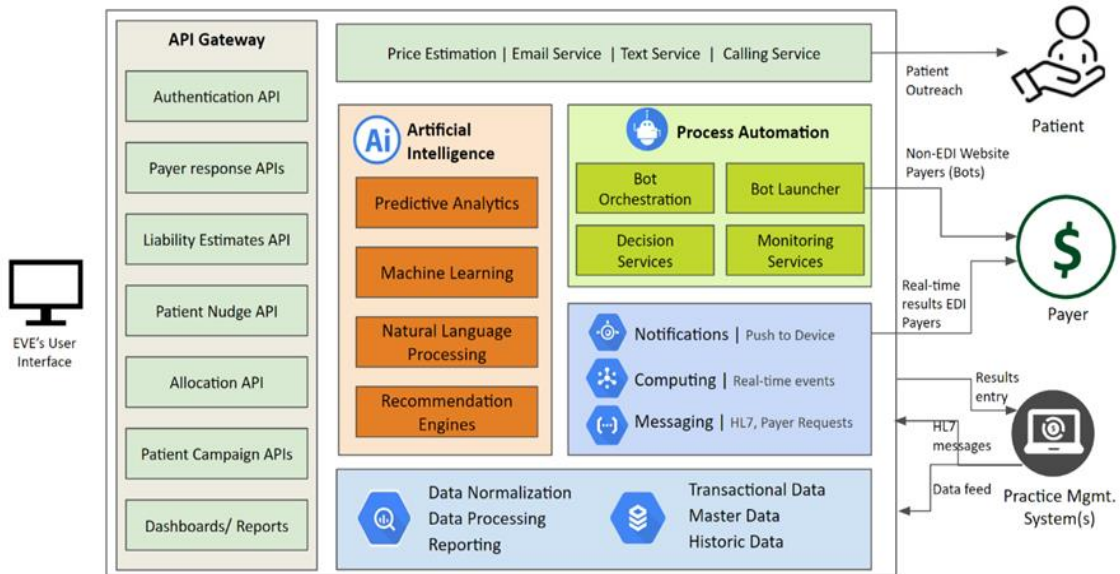 API Gateway
Authentication API
Payer response APIs
Liability Estimates API
Patient Nudge API
Allocation API
Patient Campaign APIs
Dashboards/ Reports
EVE's User
Interface
Price Estimation | Email Service | Text Service | Calling Service
Ai
Artificial
Intelligence
Predictive Analytics
Machine Learning
Natural Language
Processing
Recommendation
Engines
Process Automation
Bot
Orchestration
Bot Launcher
Decision
Services
Monitoring
Services
Notifications | Push to Device
Computing | Real-time events
Messaging | HL7, Payer Requests
Data Normalization
Data Processing
Reporting
Transactional Data
Master Data
Historic Data
Patient
Outreach
Patient
Non-EDI Website
Payers (Bots)
$
Real-time
results EDI
Payers
Payer
Results
entry
HL7
messages
Data feed
Practice Mgmt.
System(s)